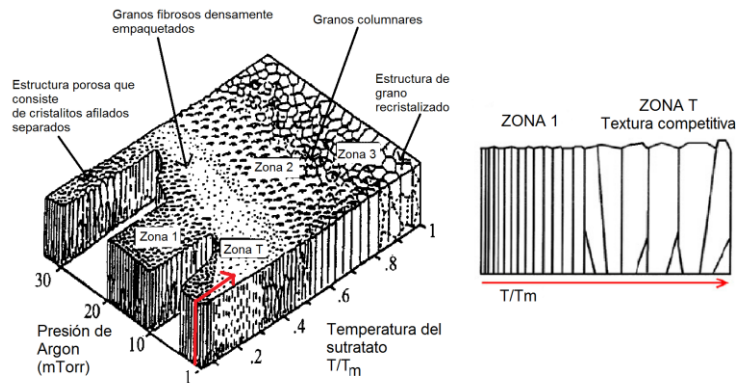 Granos fibrosos densamente
empaquetados
Granos columnares
Estructura porosa que
consiste
de cristalitos afilados
separados
Estructura de
grano
recristalizado
Zona 3
Zona 2
Zona 1
Zona T
30
20
10
1
.2
.4
.6
.8
1
Presión de
Argon
(mTorr)
Temperatura del
sutratato
T/Tm
ZONA 1
ZONA T
Textura competitiva
T/Tm